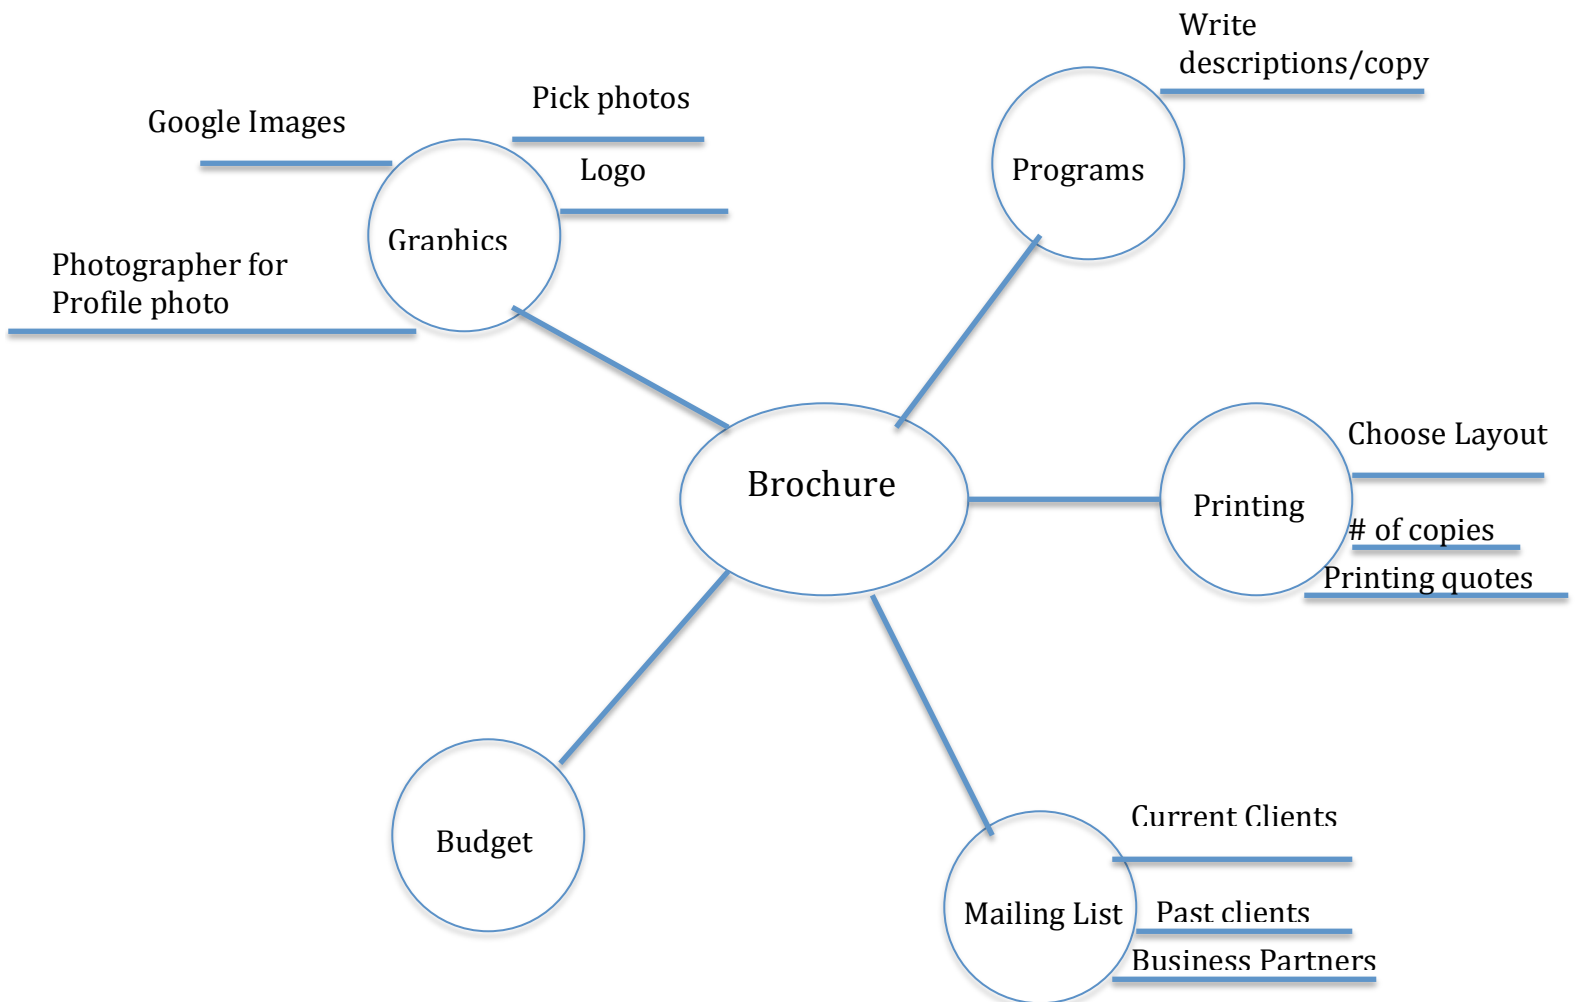 Write
descriptions/copy
Pick photos
Google Images
Logo
Programs
Graphics
Photographer for
Profile photo
Choose Layout
Brochure
Printing
# of copies
Printing quotes
Current Clients
Budget
Mailing List
Past clients
Business Partners